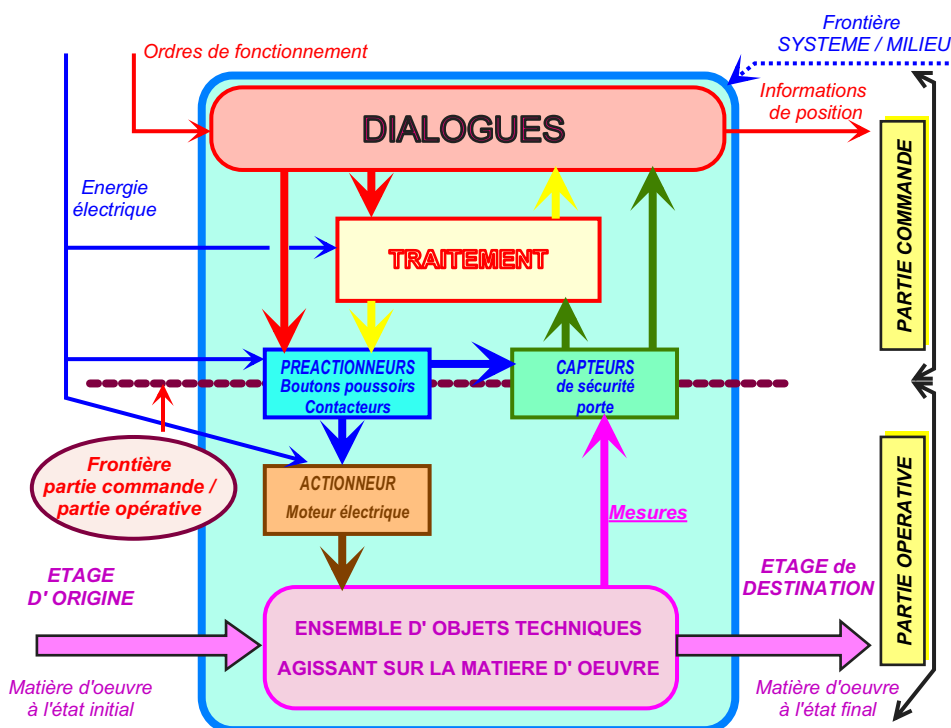 Frontière
SYSTEME / MILIEU
Ordres de fonctionnement
Informations
de position
DIALOGUES
Energie
électrique
TRAITEMENT
PARTIE COMMANDE
PREACTIONNEURS
Boutons poussoirs
Contacteurs
CAPTEURS
de sécurité
porte
Frontière
partie commande /
partie opérative
ACTIONNEUR
Moteur électrique
Mesures
PARTIE OPERATIVE
ETAGE
D' ORIGINE
ETAGE de
DESTINATION
ENSEMBLE D' OBJETS TECHNIQUES
AGISSANT SUR LA MATIERE D' OEUVRE
Matière d'oeuvre
à l'état initial
Matière d'oeuvre
à l'état final